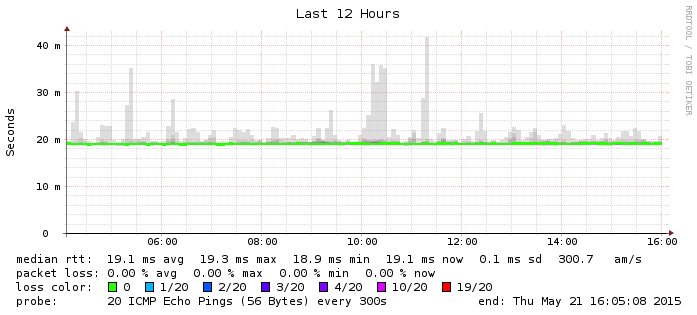 Last 12 Hours
RRDTOOL / TOBI OETIKER
Seconds
40 m
30 m
20 m
10 m
0
06:00 08:00 10:00 12:00 14:00 16:00
median rtt: 19.1 ms avg 19.3 ms max 18.9 ms min 19.1 ms now 0.1 ms sd 300.7 am/s
packet loss: 0.00 % avg 0.00 % max 0.00 % min 0.00 % now
loss color: 0 1/20 2/20 3/20 4/20 10/20 19/20
probe: 20 ICMP Echo Pings (56 Bytes) every 300s end: Thu May 21 16:05:08 2015